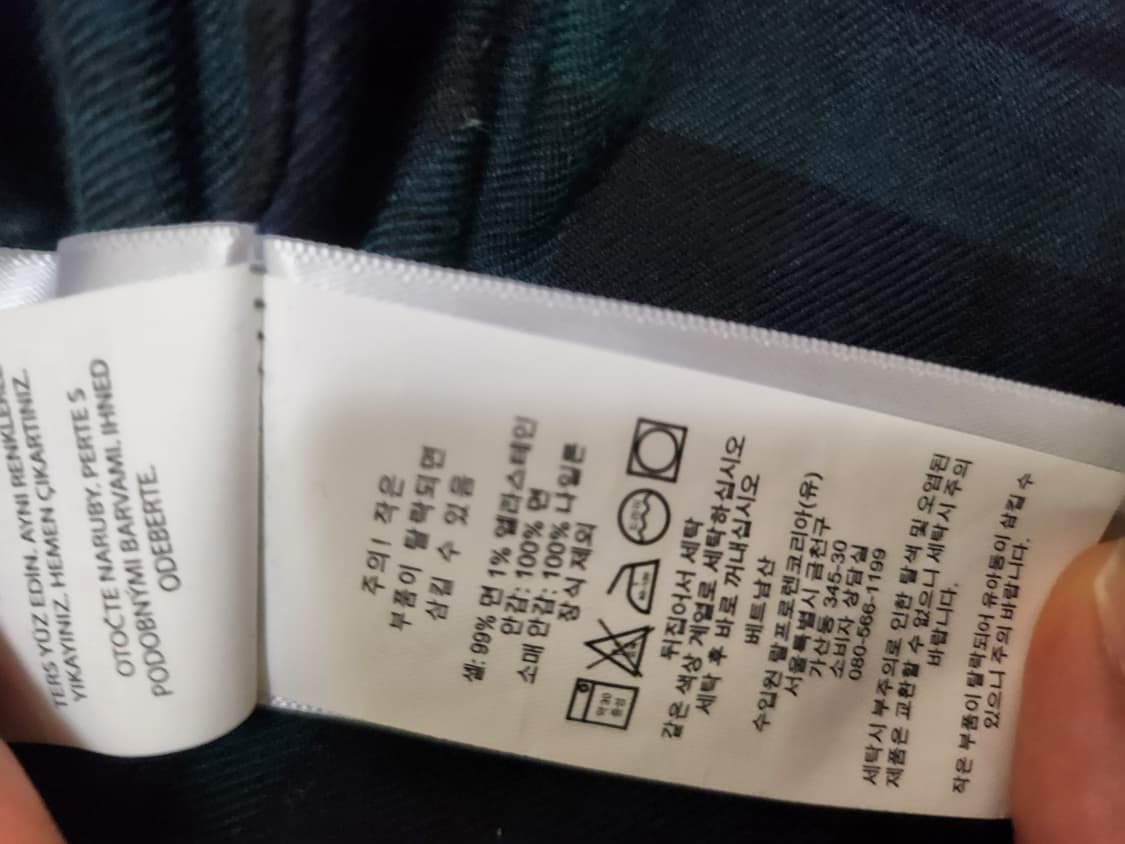 TERS YÜZ EDIN. AYNI
YIKAYINIZ. HEMEN ÇIKARTINIZ.
OTOČTE NARUBY. PERTE S
PODOBNÝMI BARVAMI. IHNED
ODEBERTE.
주의! 작은
부품이 탈락되면
삼킬 수 있음
셸: 99% 면 1% 엘라스테인
안감: 100% 면
소매 안감: 100% 나일론
장식 제외
약30
중성
뒤집어서 세탁
같은 색상 계열로 세탁하십시오
세탁 후 바로 꺼내십시오
베트남산
수입원 랄프로렌코리아(유)
서울특별시 금천구
가산동 345-30
소비자 상담실
080-566-1199
세탁시 부주의로 인한 탈색 및 오염된
제품은 교환할 수 없으니 세탁시 주의
바랍니다.
작은 부품이 탈락되어 유아동이 삼킬 수
있으니 주의 바랍니다.